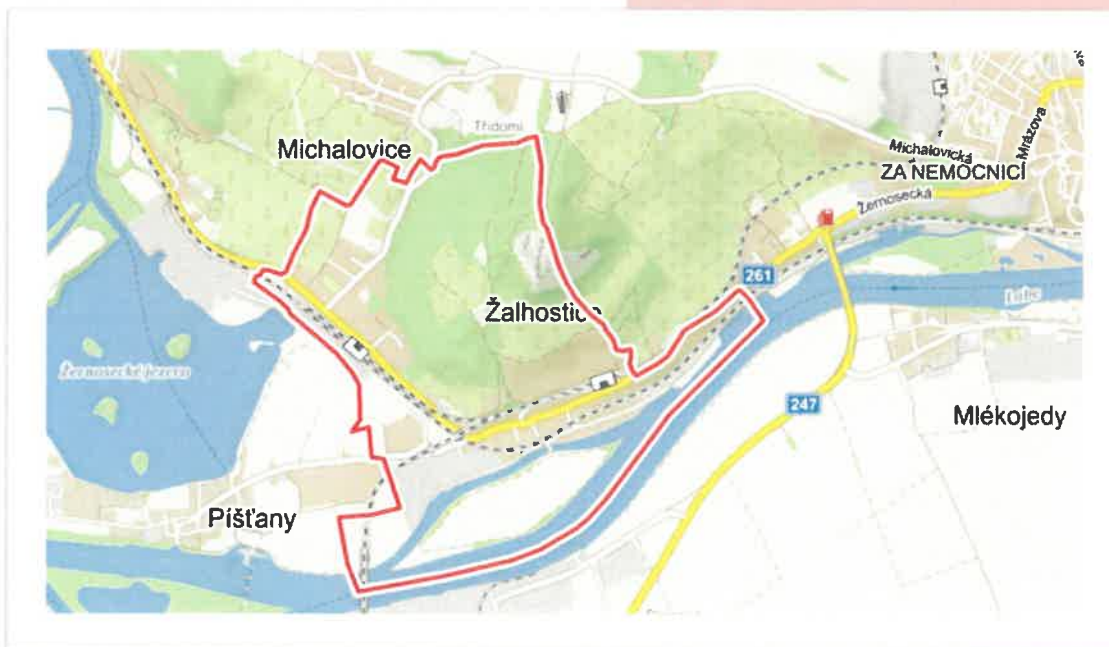 Michalovice
Třídomí
Michalovická
Mrázova
ZA NEMOCNICÍ
Žernosecká
261
Žalhostice
Labe
Žernosecké jezero
247
Mlékojedy
Píšťany